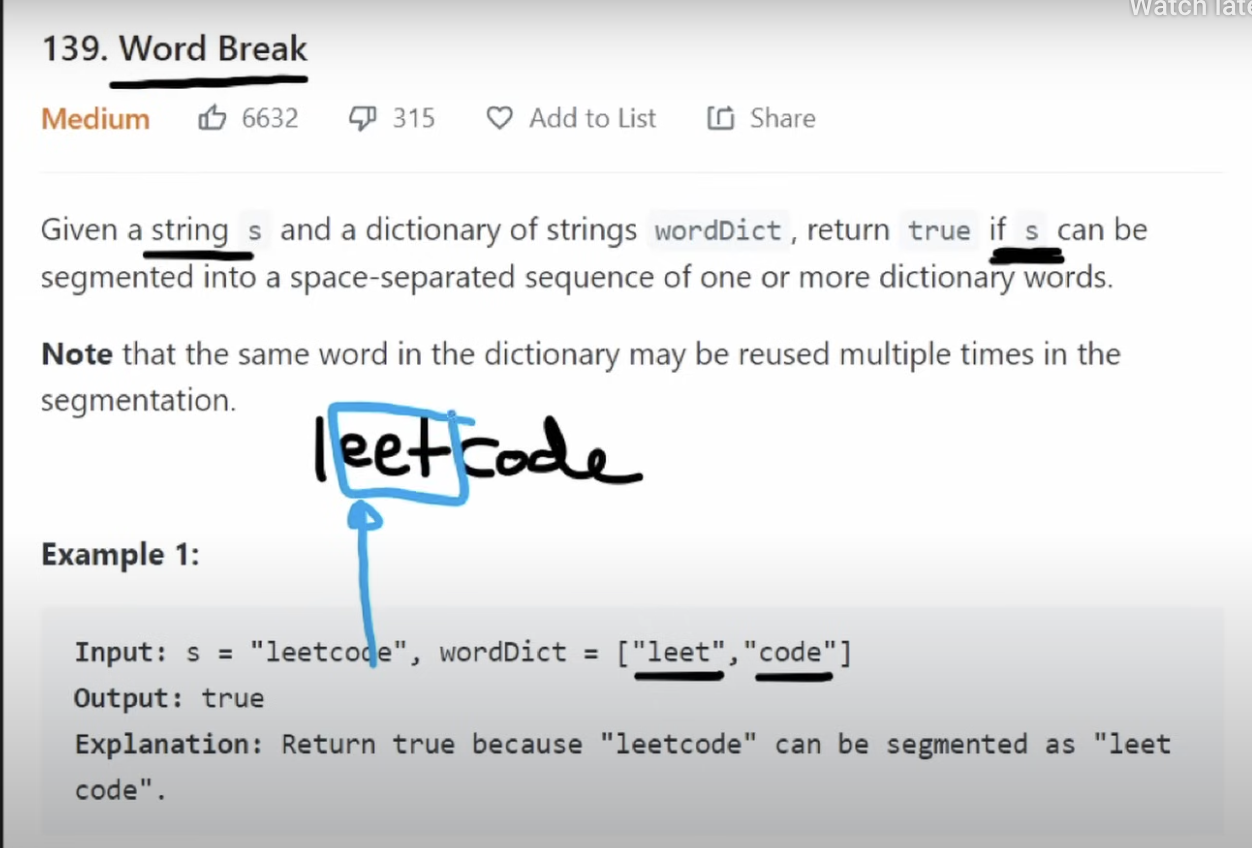 Watch late
139. Word Break
Medium 6632 315 Add to List Share
Given a string s and a dictionary of strings wordDict, return true if s can be
segmented into a space-separated sequence of one or more dictionary words.
Note that the same word in the dictionary may be reused multiple times in the
segmentation.
leetcode
Example 1:
Input: s = "leetcode", wordDict = ["leet","code"]
Output: true
Explanation: Return true because "leetcode" can be segmented as "leet
code".